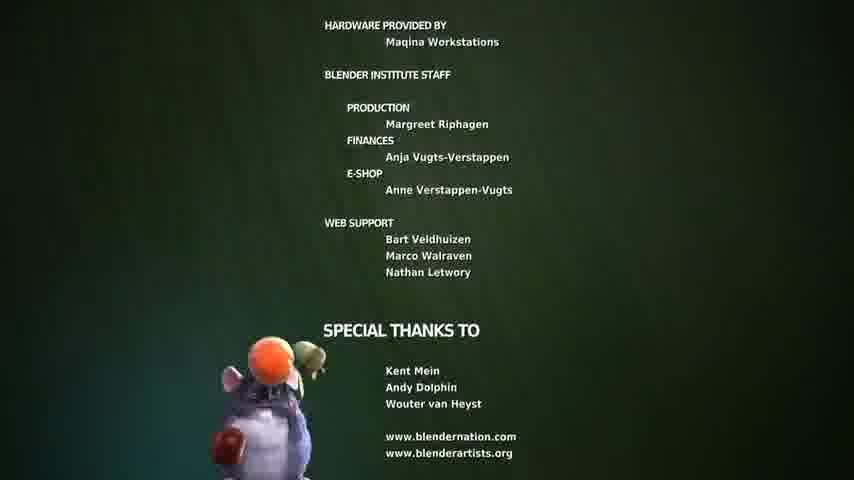 HARDWARE PROVIDED BY
Maqina Workstations
BLENDER INSTITUTE STAFF
PRODUCTION
Margreet Riphagen
FINANCES
Anja Vugts-Verstappen
E-SHOP
Anne Verstappen-Vugts
WEB SUPPORT
Bart Veldhuizen
Marco Walraven
Nathan Letwory
SPECIAL THANKS TO
Kent Mein
Andy Dolphin
Wouter van Heyst
www.blendernation.com
www.blenderartists.org